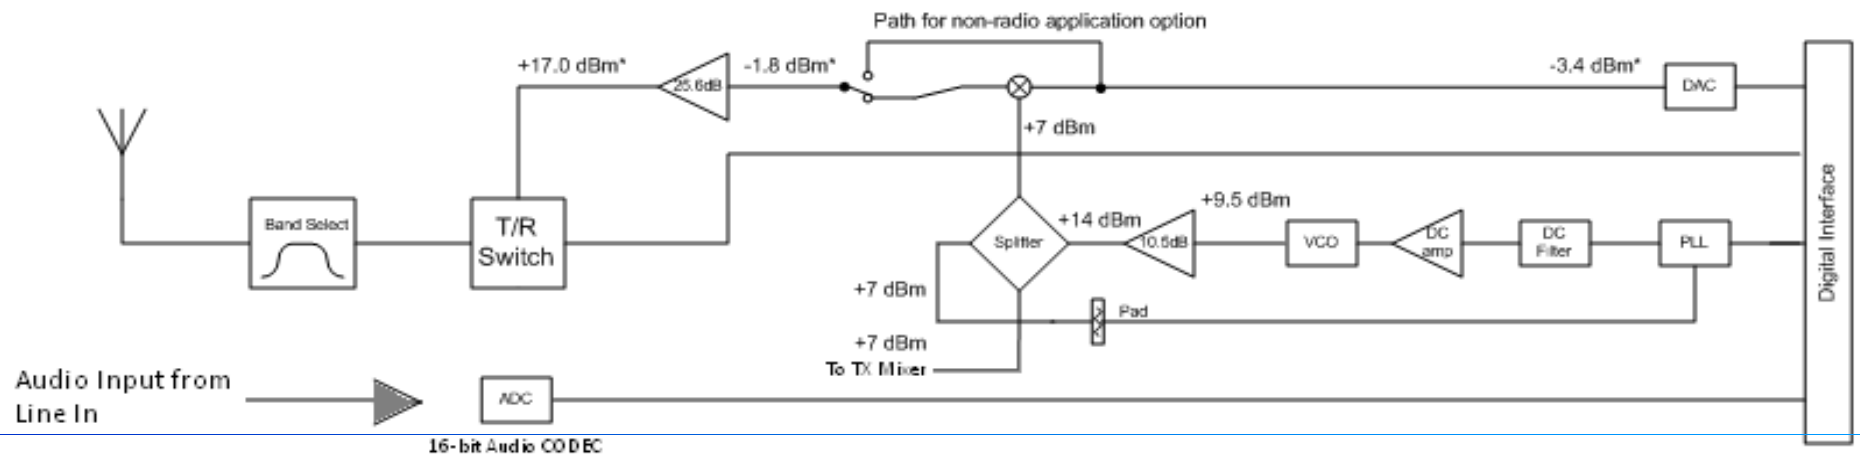 Path for non-radio application option
+17.0 dBm*
25.6dB
-1.8 dBm*
-3.4 dBm*
DAC
+7 dBm
Band Select
T/R
Switch
Splitter
+14 dBm
10.5dB
+9.5 dBm
VCO
DC
amp
DC
Filter
PLL
Digital Interface
+7 dBm
Pad
+7 dBm
To TX Mixer
Audio Input from
Line In
ADC
16-bit Audio CODEC